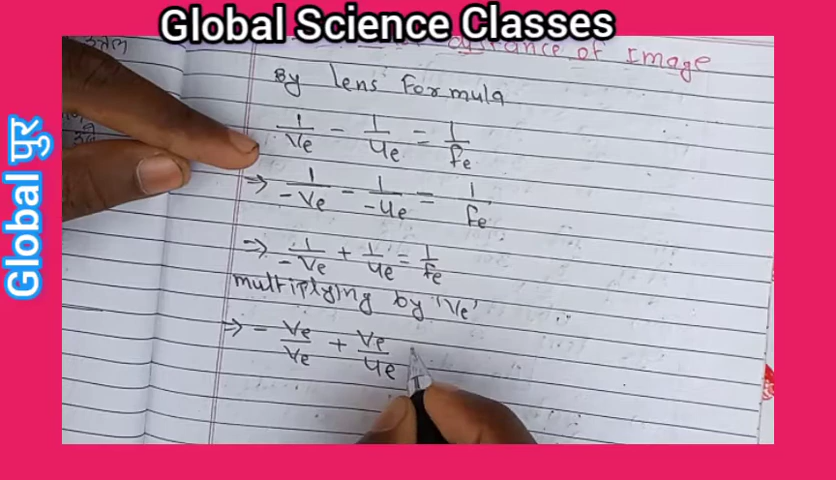 Global Science Classes
distance of Image
By lens Formula
1/Ve - 1/ue = 1/fe
⇒ 1/-Ve - 1/-ue = 1/fe
⇒ - 1/Ve + 1/ue = 1/fe
multiplying by 'Ve'
⇒ - Ve/Ve + Ve/ue
Global पुर